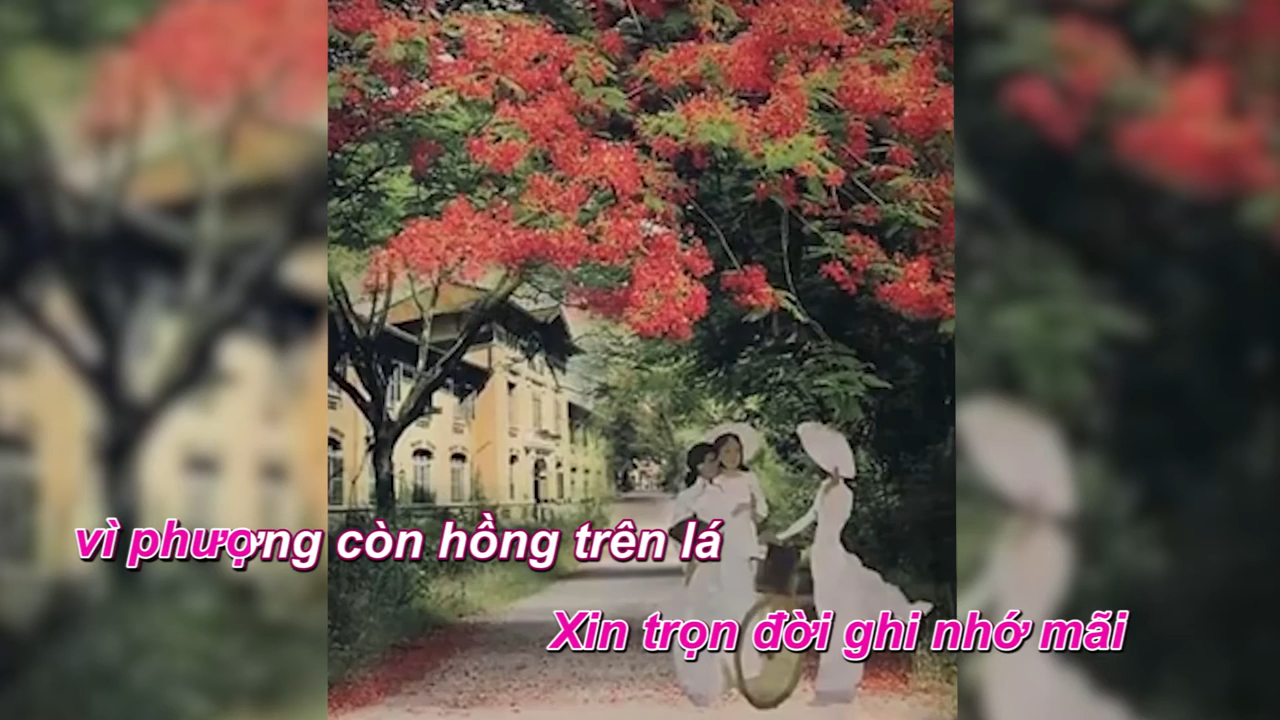 vì phượng còn hồng trên lá
Xin trọn đời ghi nhớ mãi